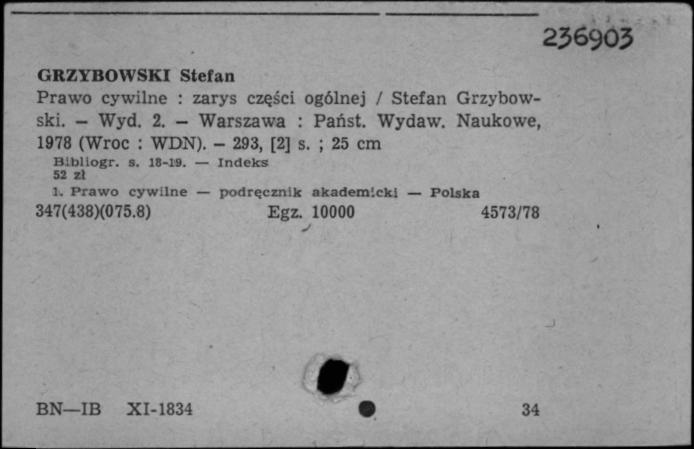 236903
GRZYBOWSKI Stefan
Prawo cywilne : zarys części ogólnej / Stefan Grzybow-
ski. — Wyd. 2. — Warszawa : Państ. Wydaw. Naukowe,
1978 (Wroc : WDN). — 293, [2] s. ; 25 cm
Bibliogr. s. 18-19. — Indeks
52 zł
1. Prawo cywilne — podręcznik akademicki — Polska
347(438)(075.8) Egz. 10000 4573/78
BN—IB XI-1834 34